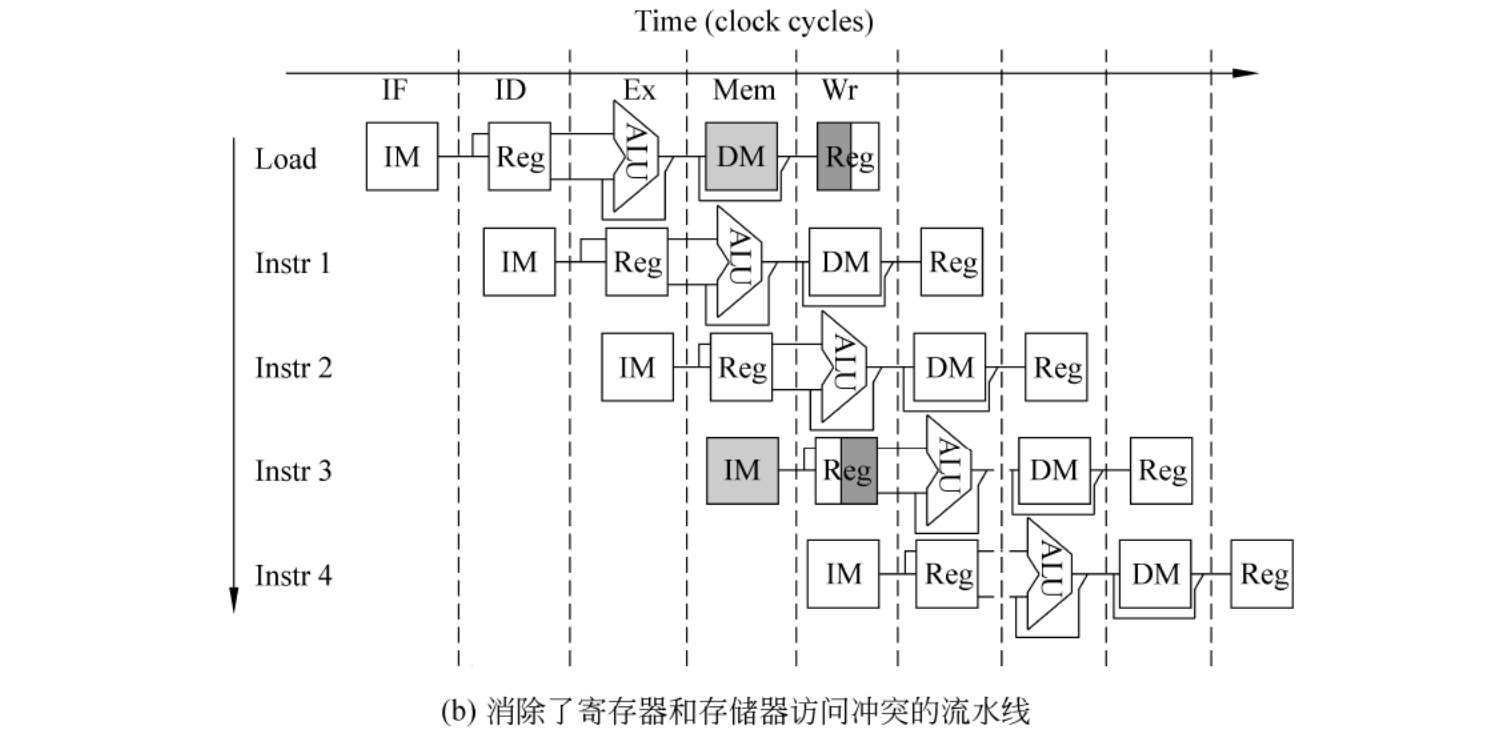 Time (clock cycles)
IF ID Ex Mem Wr
Load IM Reg ALU DM Reg
Instr 1 IM Reg ALU DM Reg
Instr 2 IM Reg ALU DM Reg
Instr 3 IM Reg ALU DM Reg
Instr 4 IM Reg ALU DM Reg
(b) 消除了寄存器和存储器访问冲突的流水线